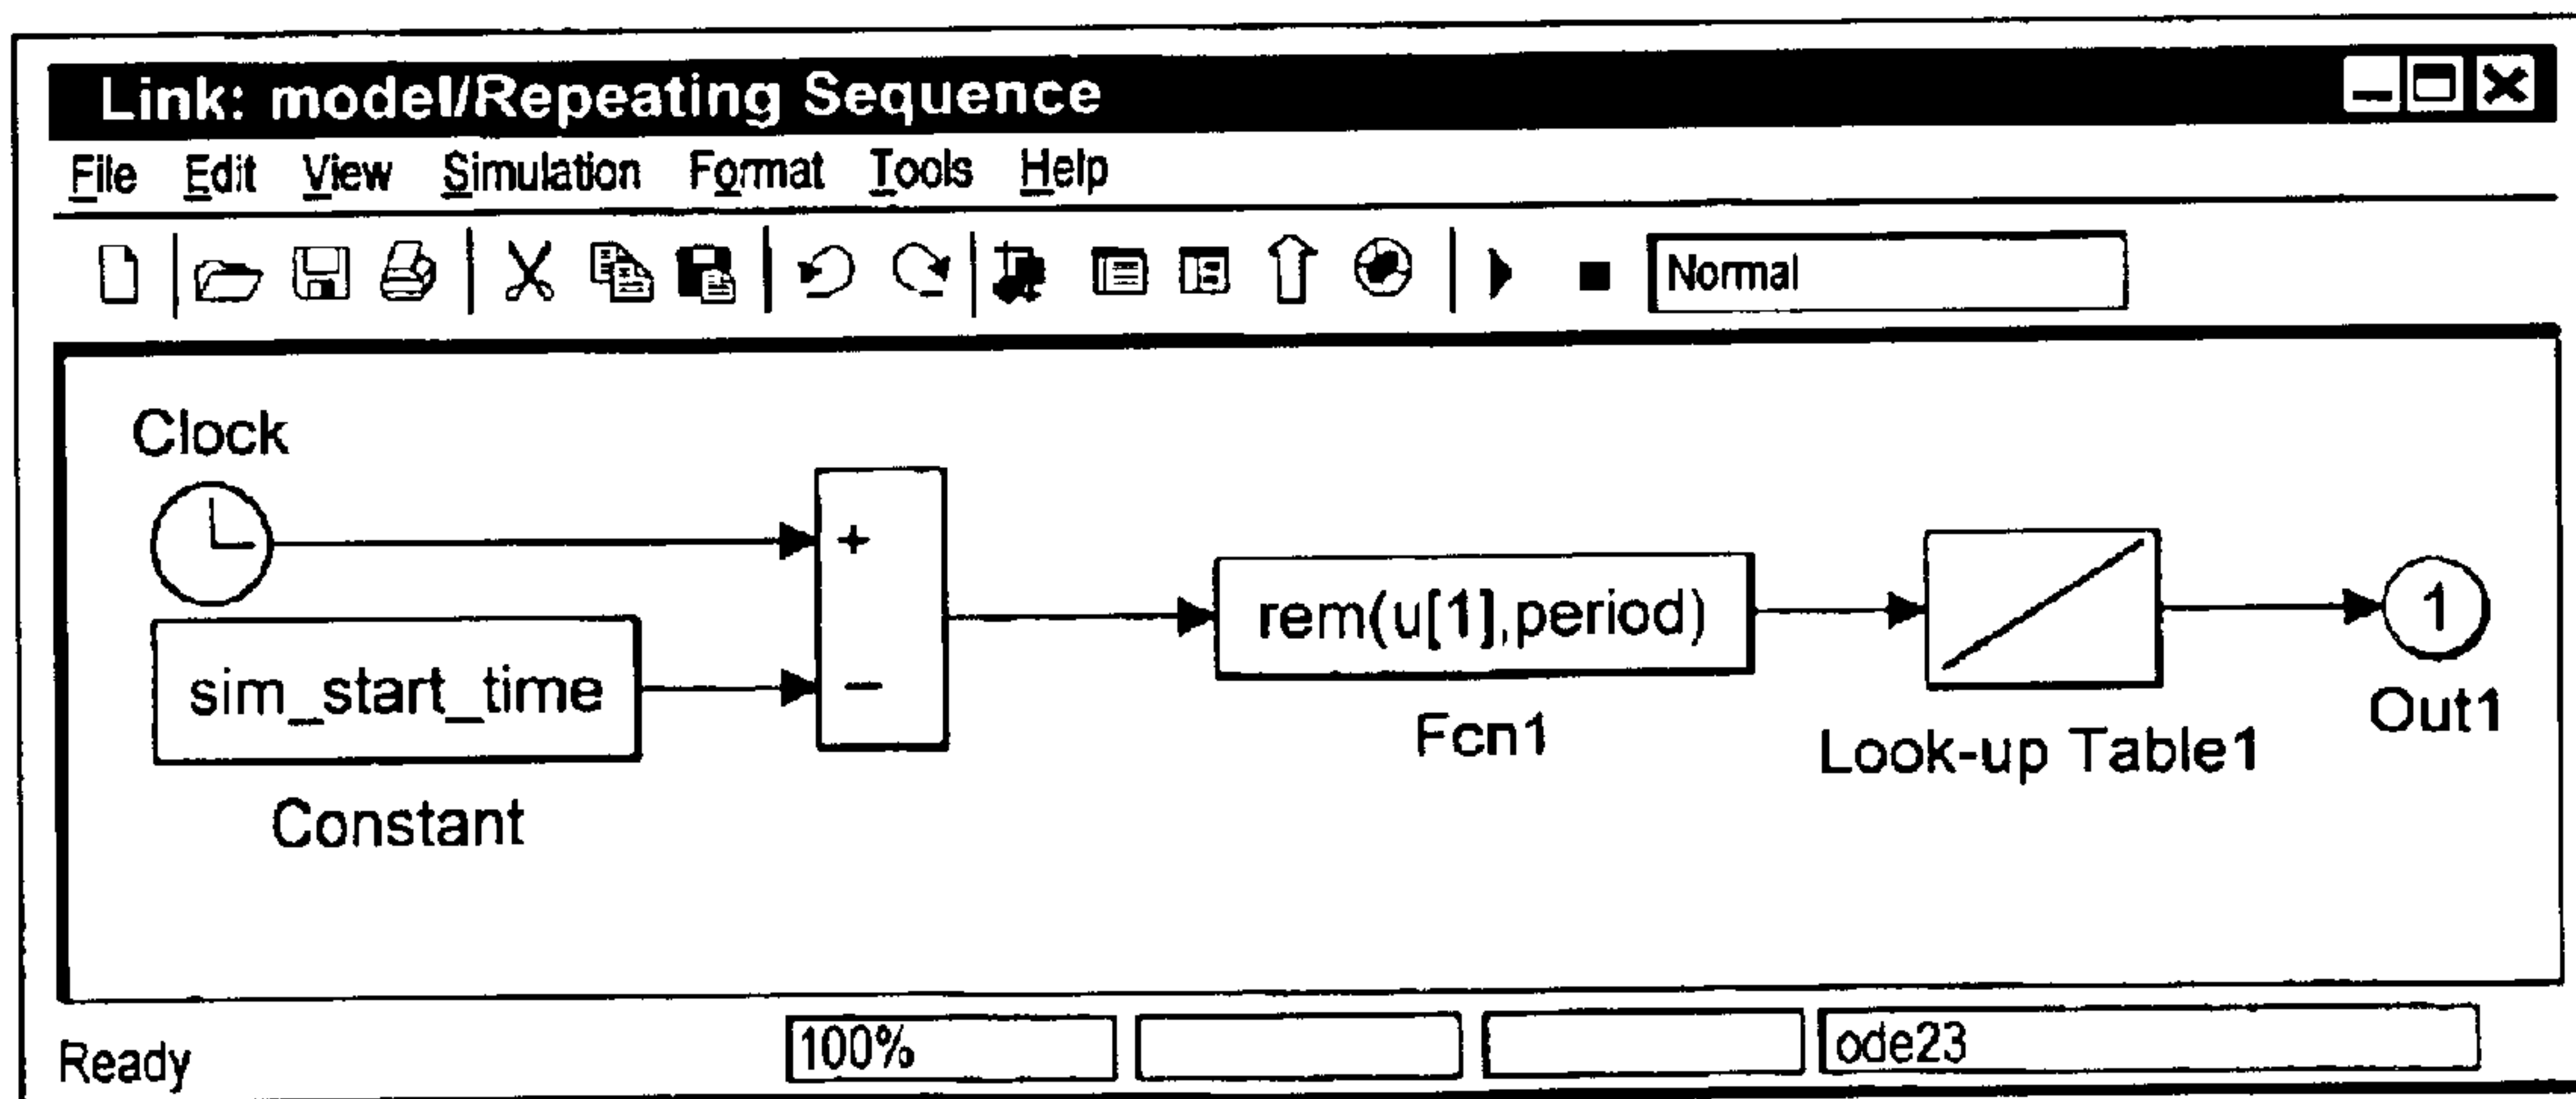 Link: model/Repeating Sequence
File Edit View Simulation Format Tools Help
Normal
Clock
+
sim_start_time
−
rem(u[1],period)
1
Constant
Fcn1
Look-up Table1
Out1
Ready 100% ode23